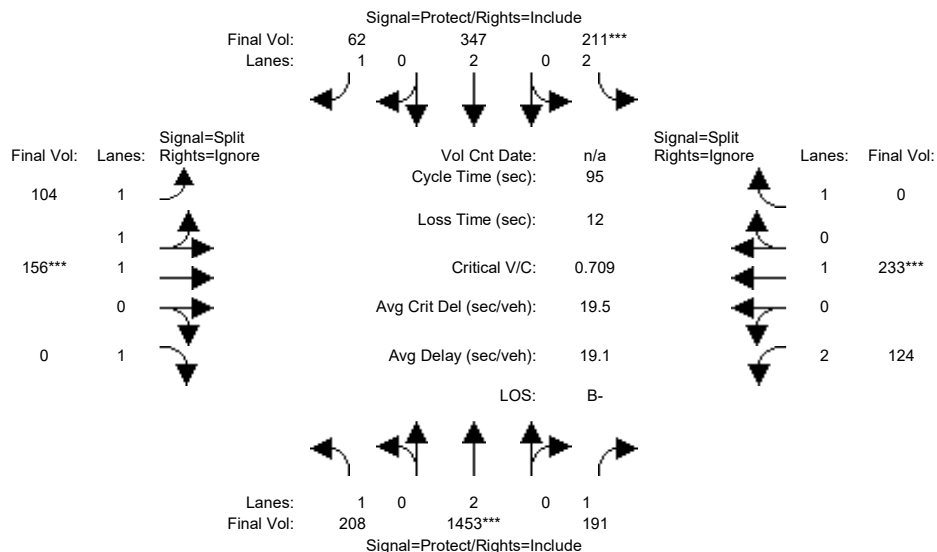 Signal=Protect/Rights=Include
Final Vol: 62 347 211***
Lanes: 1 0 2 0 2
Signal=Split
Final Vol: Lanes: Rights=Ignore
Vol Cnt Date: n/a
Signal=Split
Rights=Ignore Lanes: Final Vol:
Cycle Time (sec): 95
104 1
1 0
Loss Time (sec): 12
1
0
156*** 1
Critical V/C: 0.709
1 233***
0
Avg Crit Del (sec/veh): 19.5
0
0 1
Avg Delay (sec/veh): 19.1
2 124
LOS: B-
Lanes: 1 0 2 0 1
Final Vol: 208 1453*** 191
Signal=Protect/Rights=Include